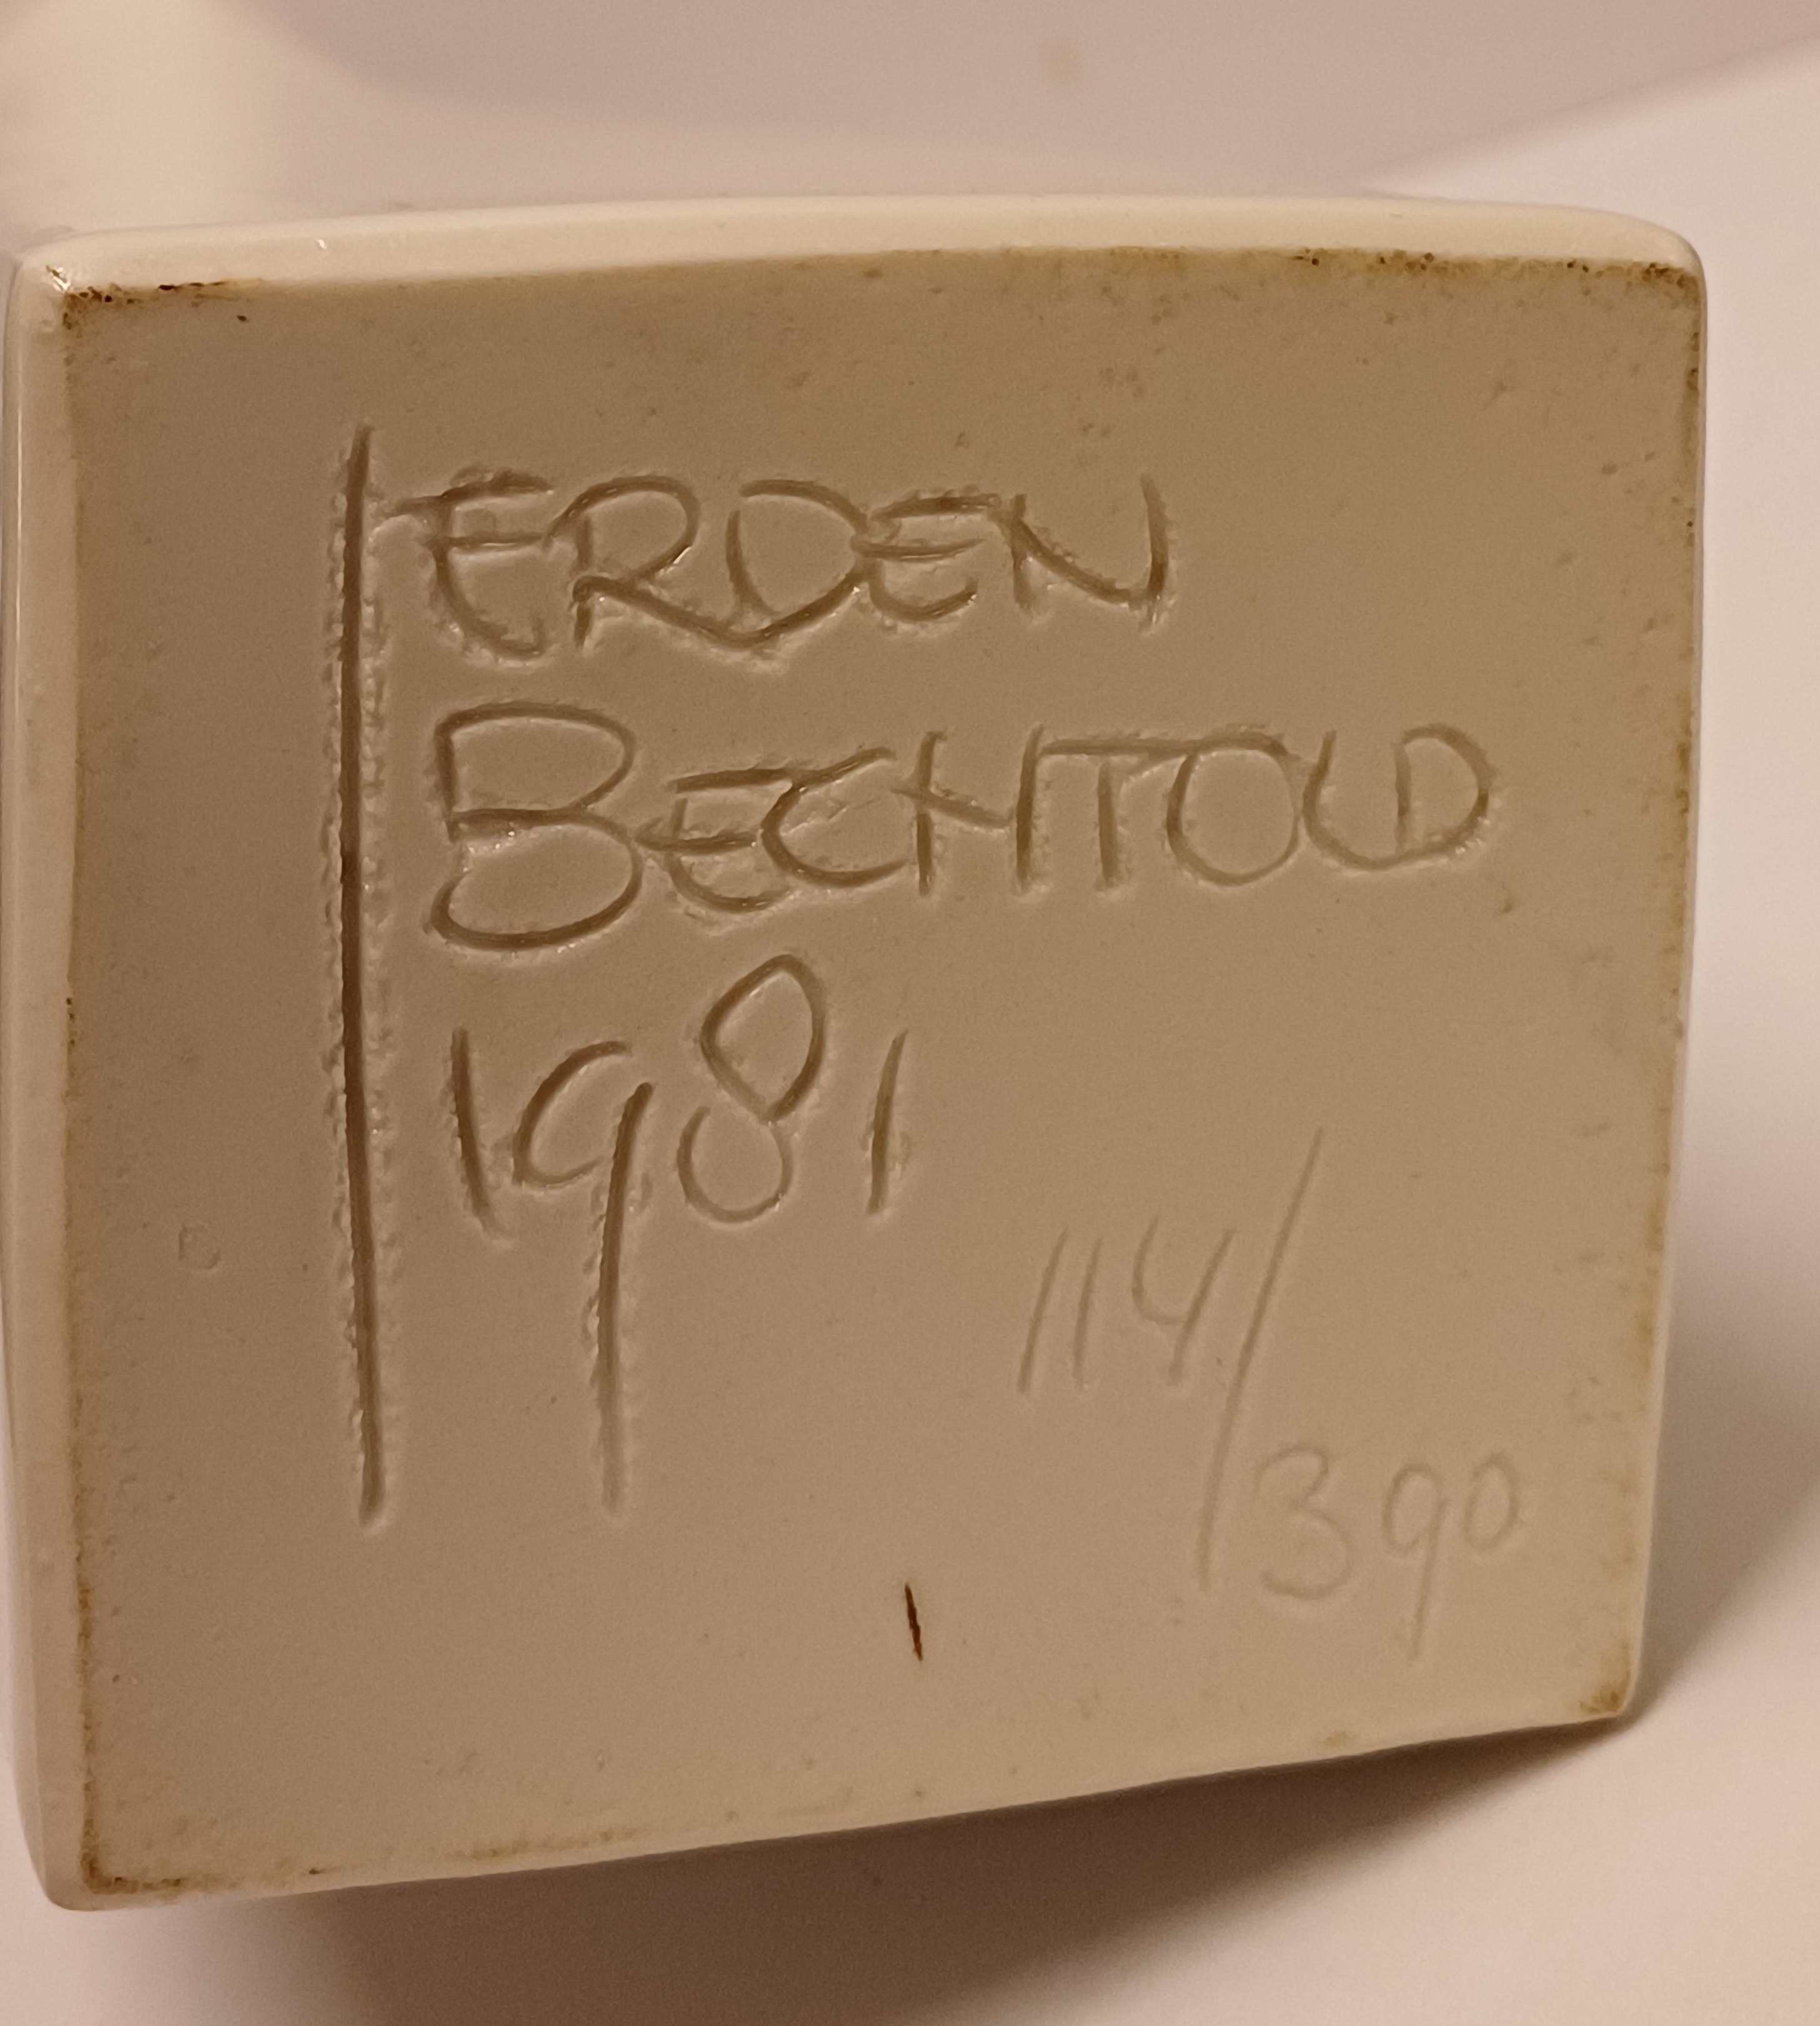 ERDEN
BECHTOLD
1981
114/390